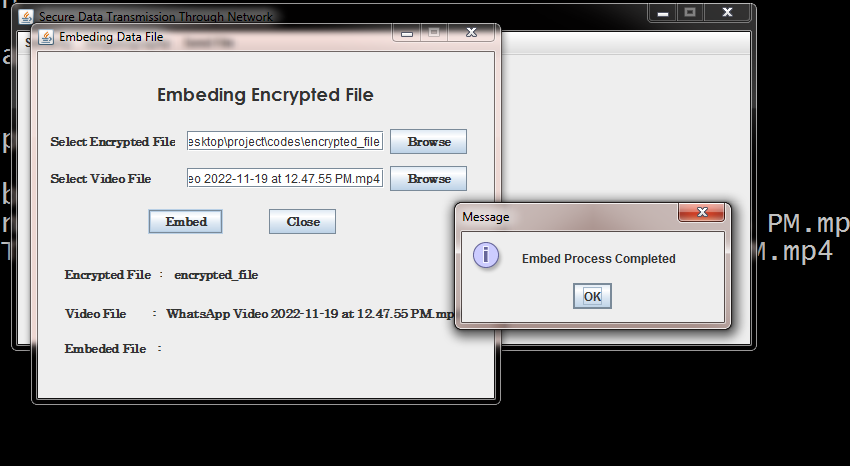 Secure Data Transmission Through Network
Embeding Data File
Embeding Encrypted File
Select Encrypted File esktop\project\codes\encrypted_file Browse
Select Video File eo 2022-11-19 at 12.47.55 PM.mp4 Browse
Embed Close
Message
Embed Process Completed
OK
PM.mp
M.mp4
Encrypted File : encrypted_file
Video File : WhatsApp Video 2022-11-19 at 12.47.55 PM.mp
Embeded File :